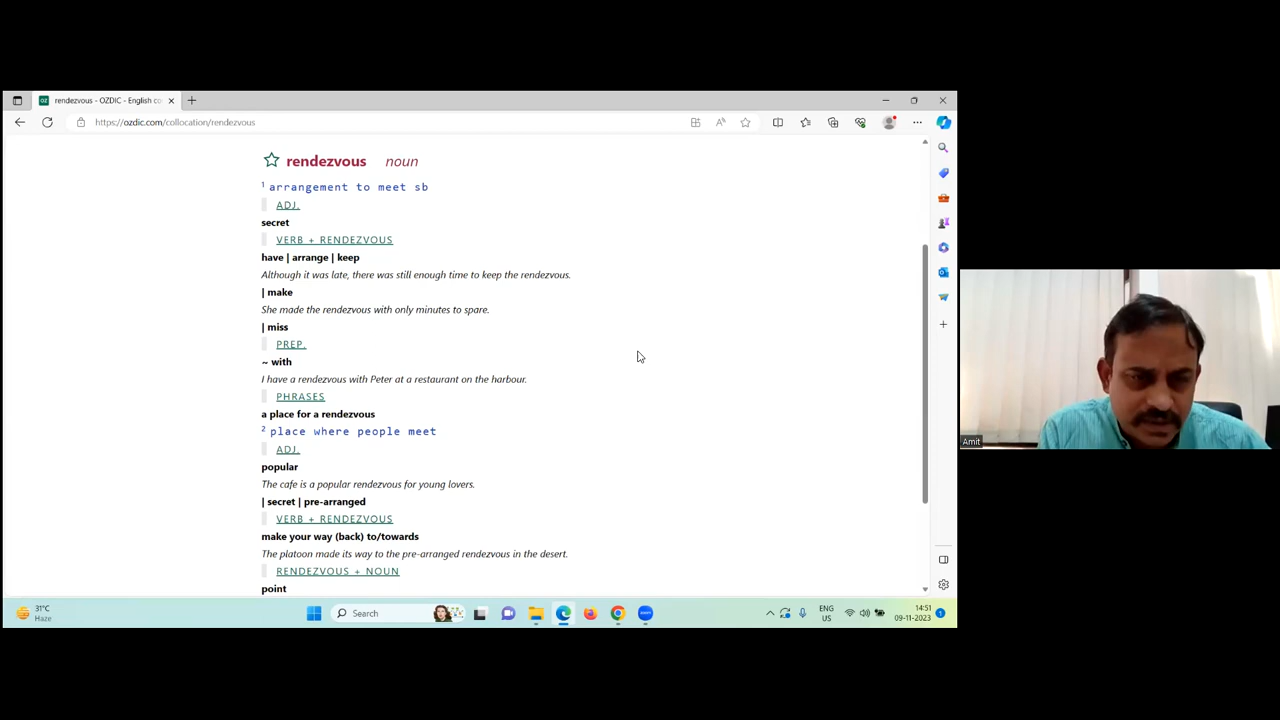 rendezvous - OZDIC - English co
https://ozdic.com/collocation/rendezvous
rendezvous noun
1 arrangement to meet sb
ADJ.
secret
VERB + RENDEZVOUS
have | arrange | keep
Although it was late, there was still enough time to keep the rendezvous.
| make
She made the rendezvous with only minutes to spare.
| miss
PREP.
~ with
I have a rendezvous with Peter at a restaurant on the harbour.
PHRASES
a place for a rendezvous
2 place where people meet
ADJ.
popular
The cafe is a popular rendezvous for young lovers.
| secret | pre-arranged
VERB + RENDEZVOUS
make your way (back) to/towards
The platoon made its way to the pre-arranged rendezvous in the desert.
RENDEZVOUS + NOUN
point
Amit
31°C
Haze
Search
ENG
US
14:51
09-11-2023